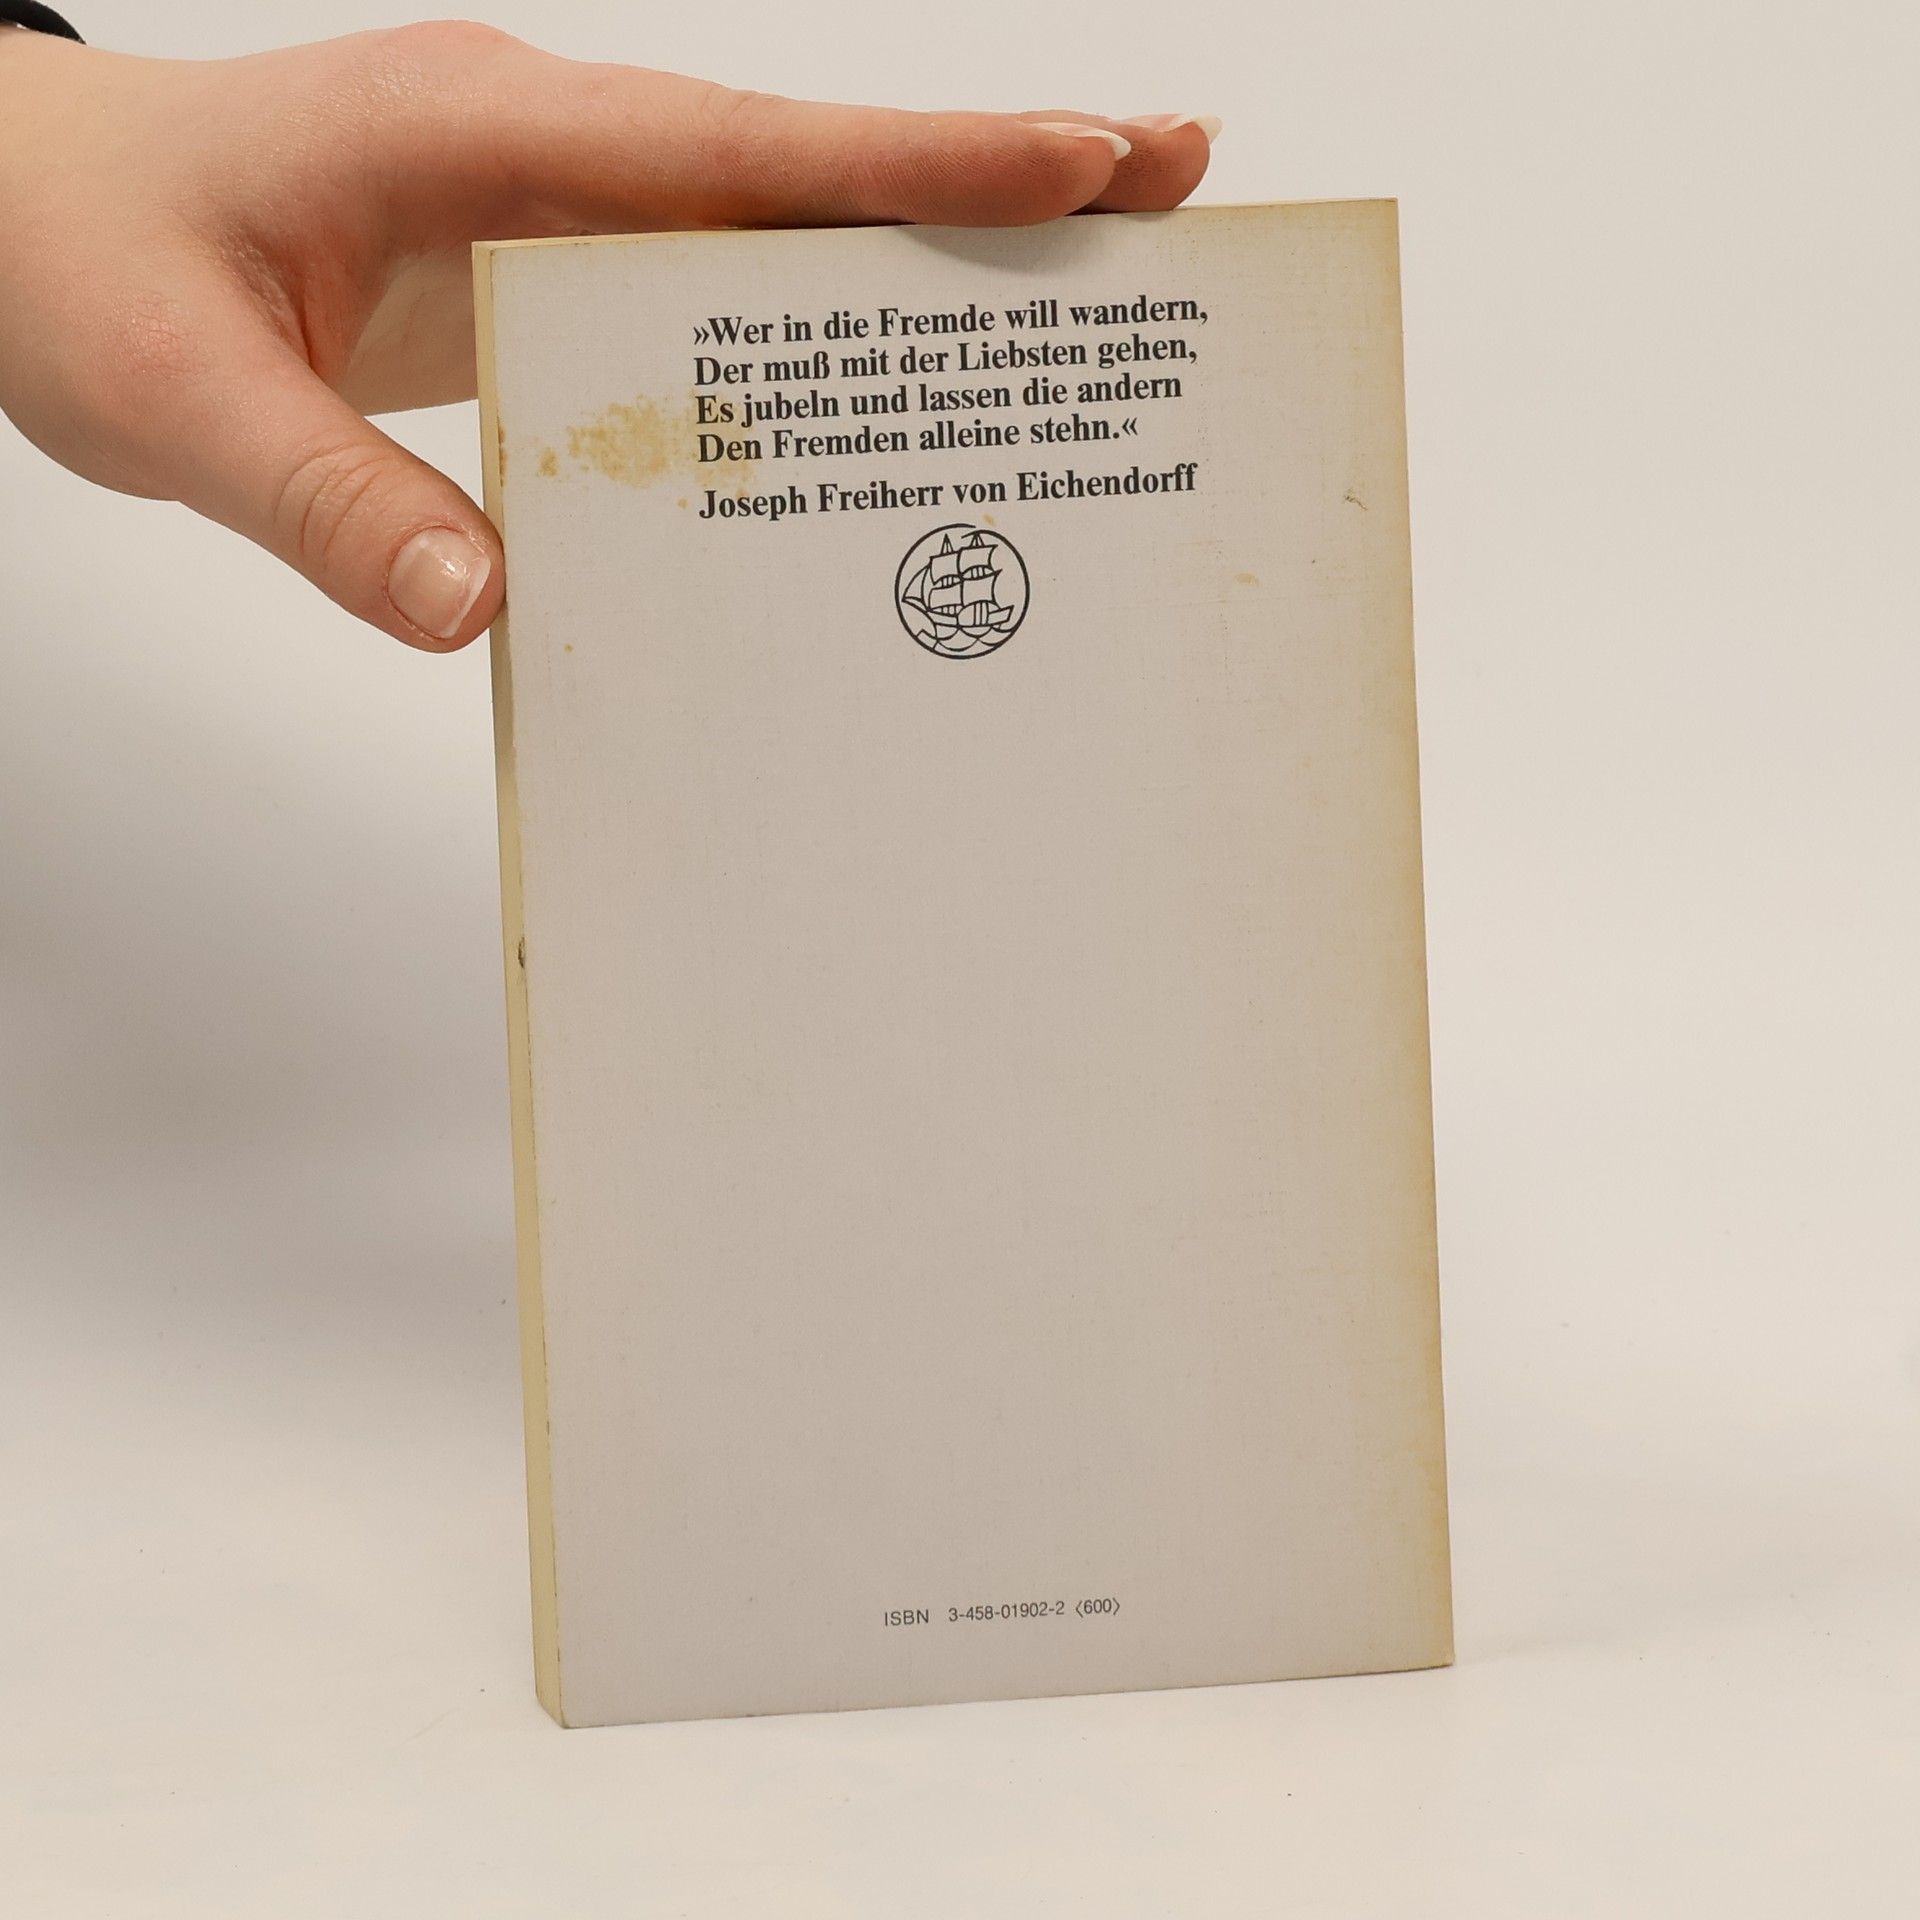 »Wer in die Fremde will wandern,
Der muß mit der Liebsten gehen,
Es jubeln und lassen die andern
Den Fremden alleine stehn.«
Joseph Freiherr von Eichendorff
ISBN 3-458-01902-2 ⟨600⟩